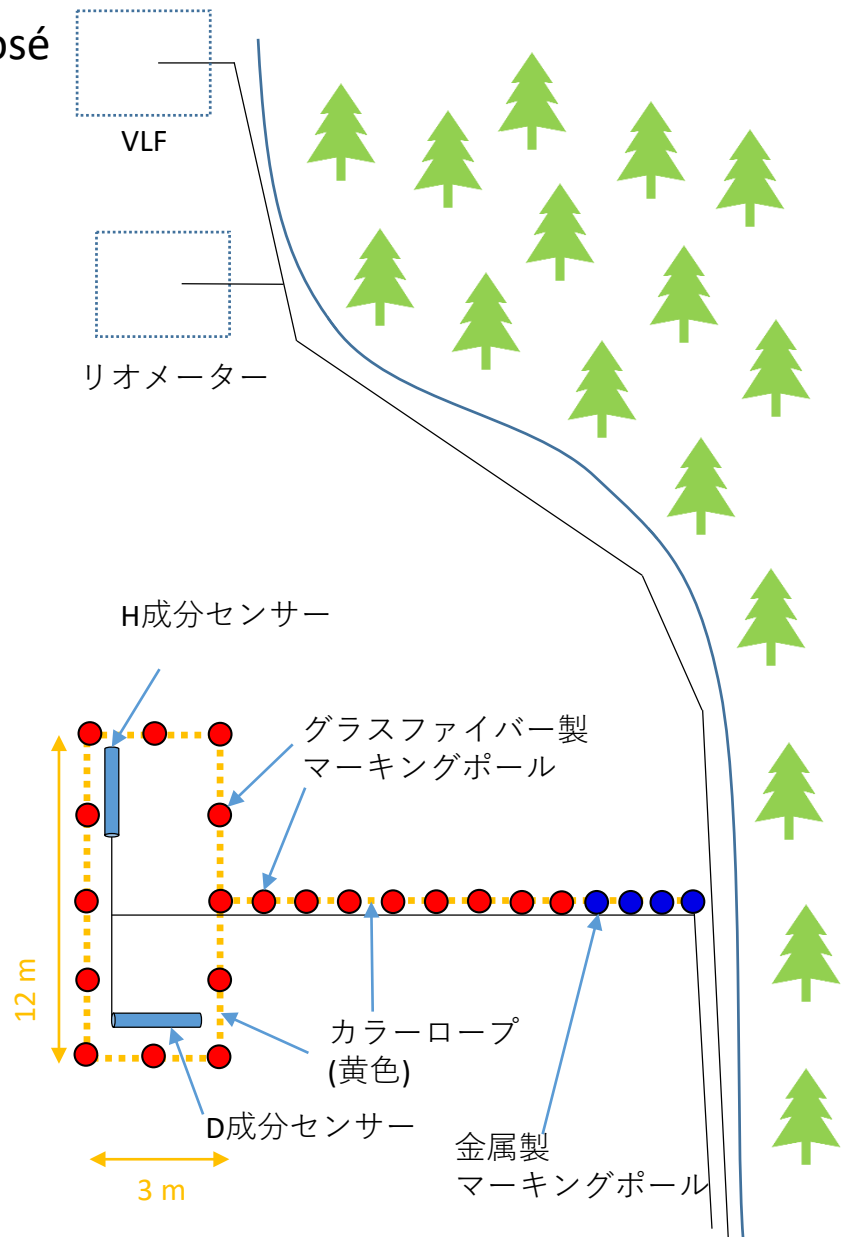 osé
VLF
リオメーター
H成分センサー
グラスファイバー製
マーキングポール
12 m
カラーロープ
(黄色)
D成分センサー
金属製
マーキングポール
3 m